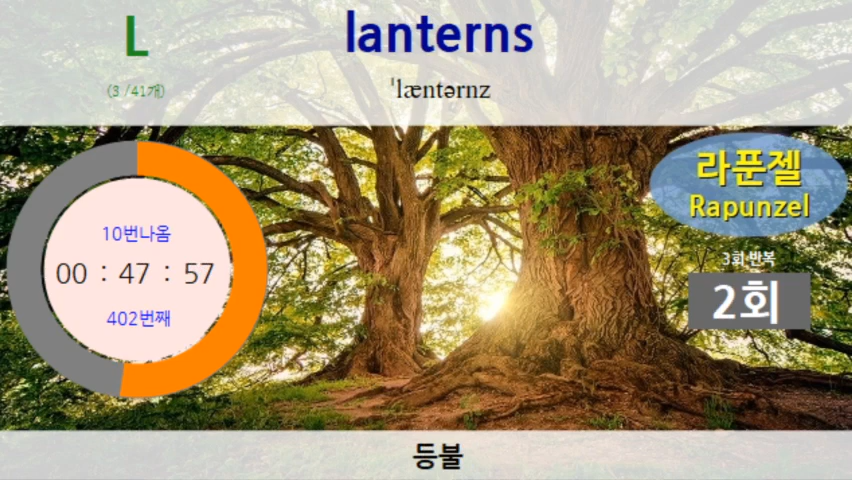 L
(3 /41개)
lanterns
ˈlæntərnz
10번나옴
00 : 47 : 57
402번째
라푼젤
Rapunzel
3회 반복
2회
등불